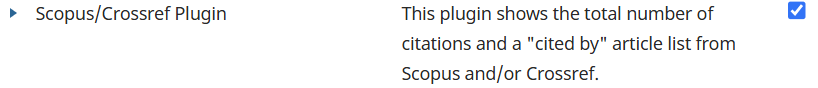 Scopus/Crossref Plugin
This plugin shows the total number of
citations and a "cited by" article list from
Scopus and/or Crossref.